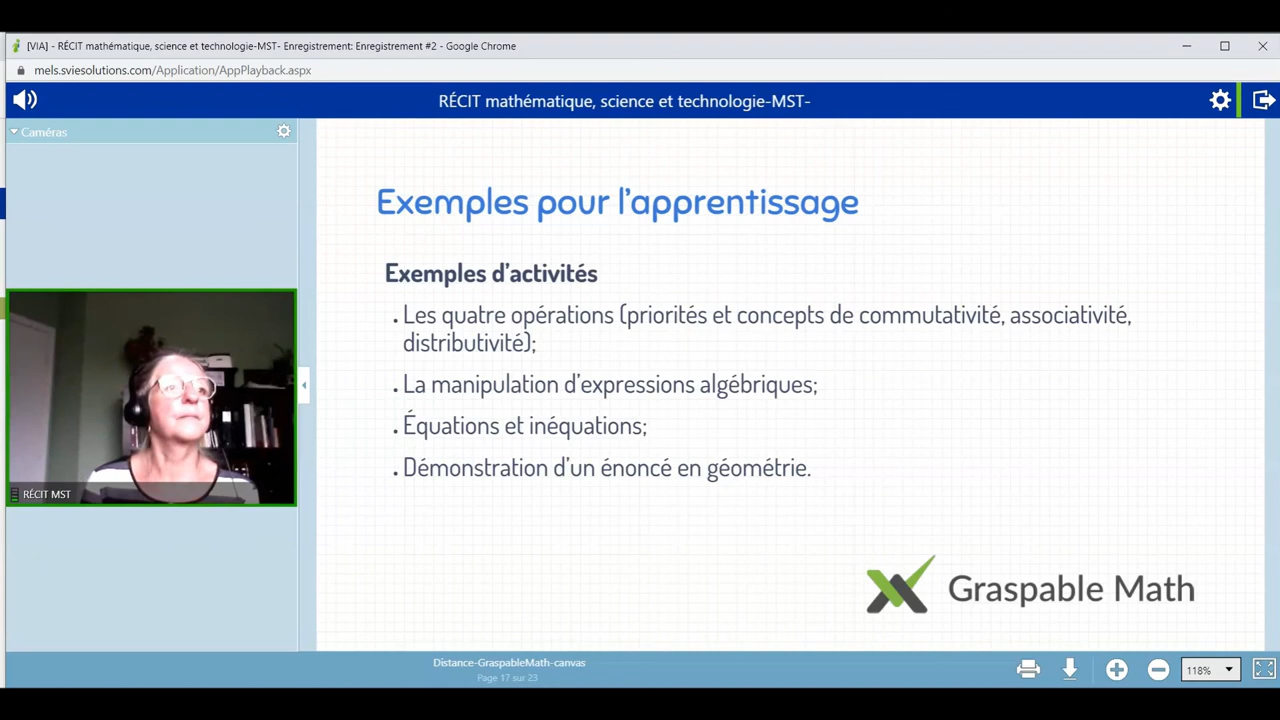 [VIA] - RÉCIT mathématique, science et technologie-MST- Enregistrement: Enregistrement #2 - Google Chrome
mels.sviesolutions.com/Application/AppPlayback.aspx
RÉCIT mathématique, science et technologie-MST-
Caméras
Exemples pour l'apprentissage
Exemples d'activités
. Les quatre opérations (priorités et concepts de commutativité, associativité,
distributivité);
. La manipulation d'expressions algébriques;
. Équations et inéquations;
. Démonstration d'un énoncé en géométrie.
RÉCIT MST
Graspable Math
Distance-GraspableMath-canvas
Page 17 sur 23
118%